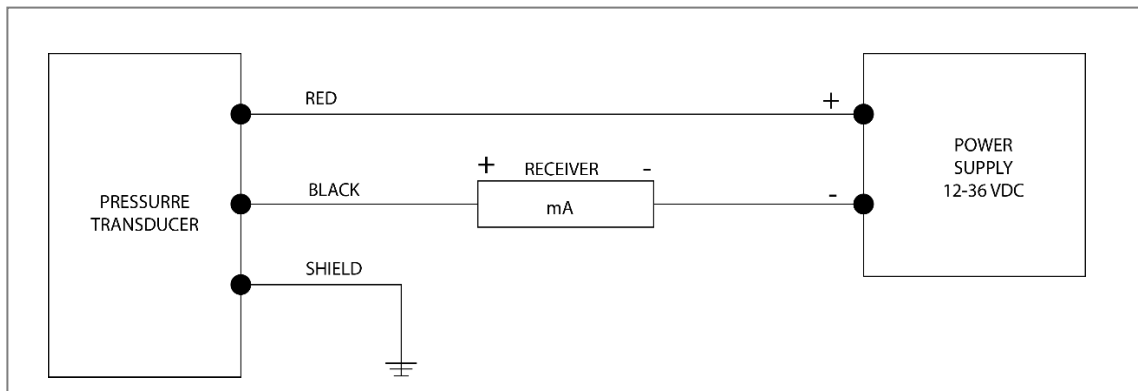 RED
+
POWER
SUPPLY
12-36 VDC
+ RECEIVER -
BLACK
mA
-
PRESSURRE
TRANSDUCER
SHIELD